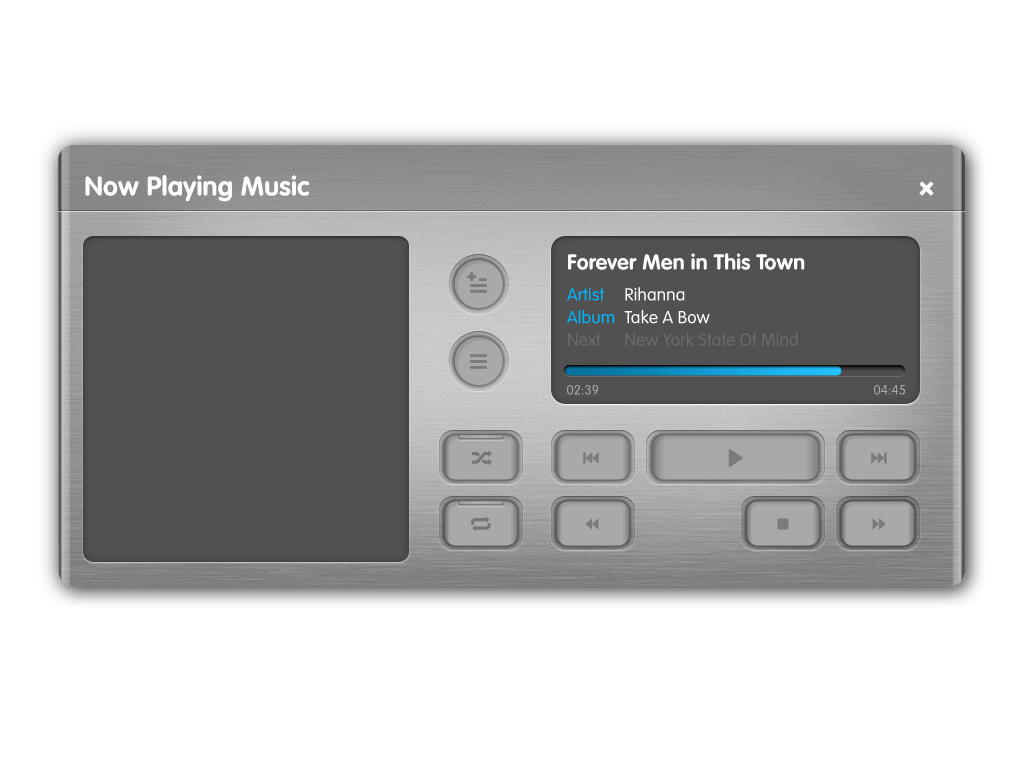 Now Playing Music
Forever Men in This Town
Artist Rihanna
Album Take A Bow
Next New York State Of Mind
02:39 04:45